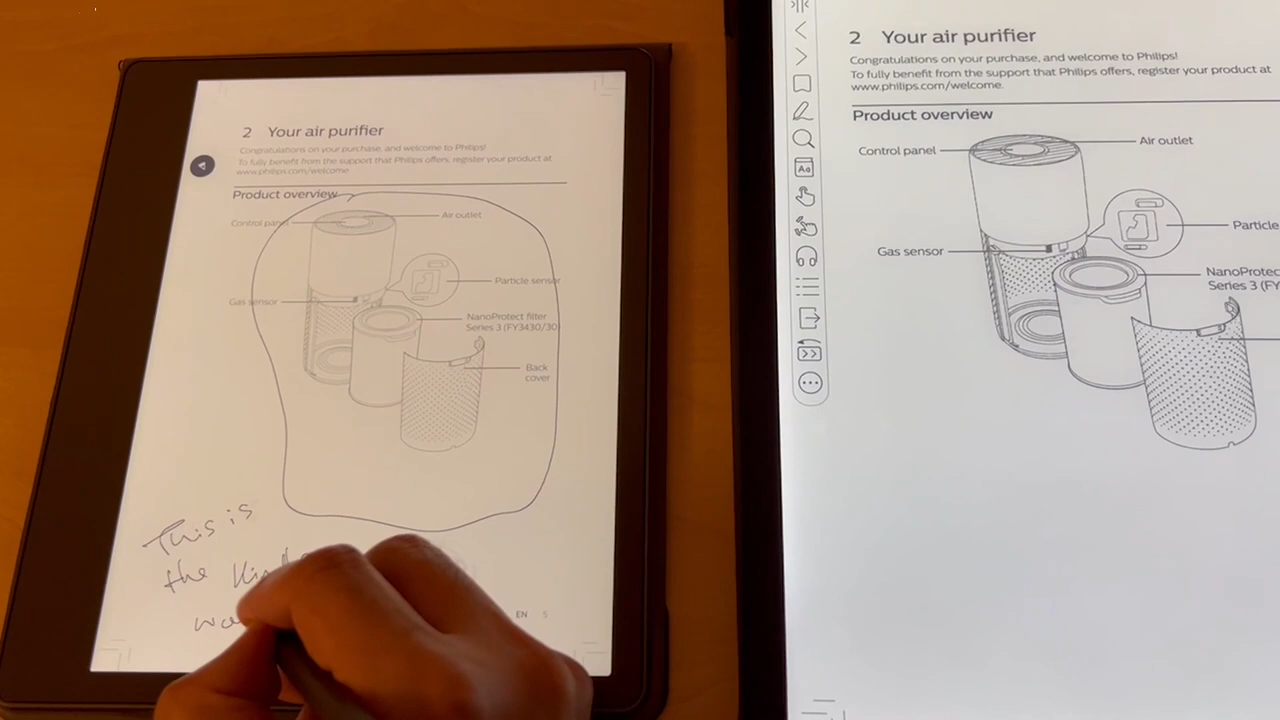 2 Your air purifier
Congratulations on your purchase, and welcome to Philips!
To fully benefit from the support that Philips offers, register your product at
www.philips.com/welcome
Product overview
Control panel
Air outlet
Particle sensor
Gas sensor
NanoProtect filter
Series 3 (FY3430/30)
Back
cover
This is
the
EN 5
2 Your air purifier
Congratulations on your purchase, and welcome to Philips!
To fully benefit from the support that Philips offers, register your product at
www.philips.com/welcome.
Product overview
Control panel
Air outlet
Particle
Gas sensor
NanoProtec
Series 3 (FY
Aa